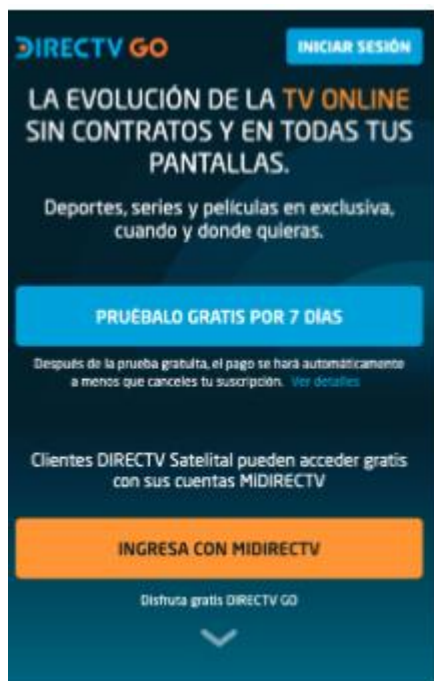 DIRECTV GO
INICIAR SESIÓN
LA EVOLUCIÓN DE LA TV ONLINE
SIN CONTRATOS Y EN TODAS TUS
PANTALLAS.
Deportes, series y películas en exclusiva,
cuando y donde quieras.
PRUÉBALO GRATIS POR 7 DÍAS
Después de la prueba gratuita, el pago se hará automáticamente
a menos que canceles tu suscripción. Ver detalles
Clientes DIRECTV Satelital pueden acceder gratis
con sus cuentas MIDIRECTV
INGRESA CON MIDIRECTV
Disfruta gratis DIRECTV GO